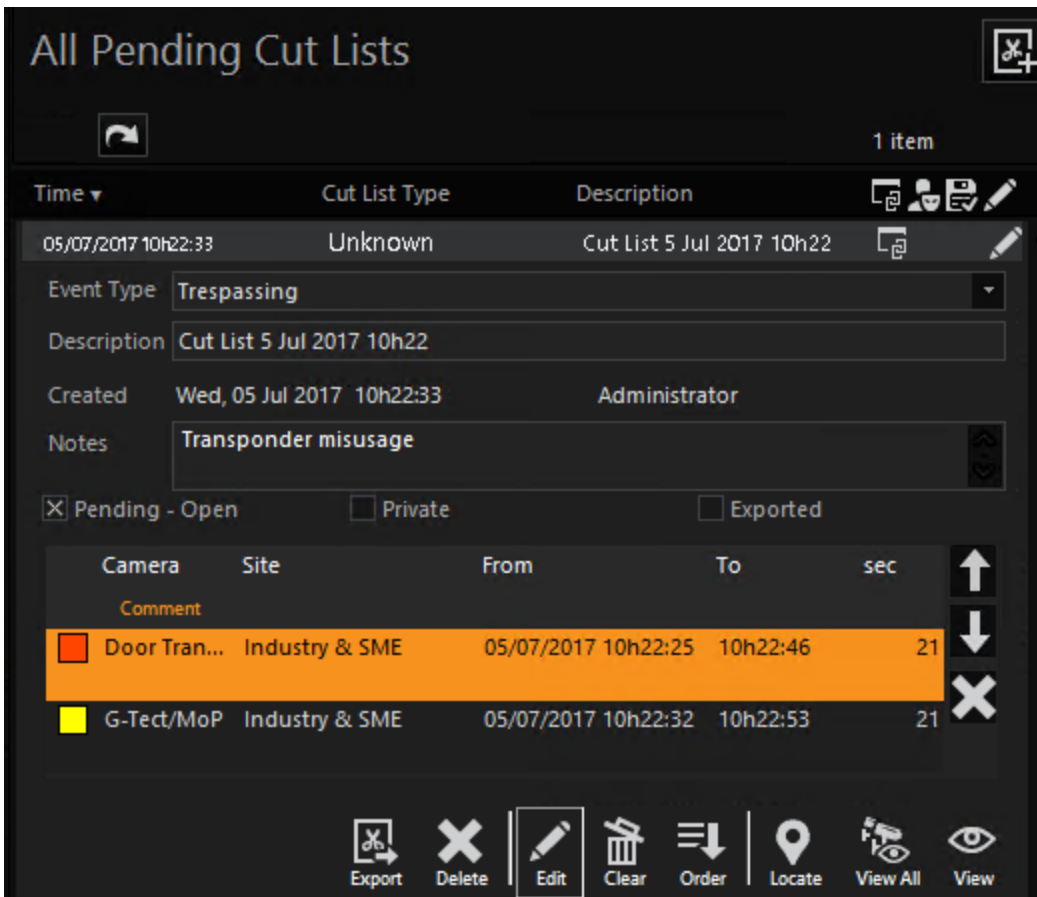 All Pending Cut Lists
1 item
Time Cut List Type Description
05/07/2017 10h22:33 Unknown Cut List 5 Jul 2017 10h22
Event Type Trespassing
Description Cut List 5 Jul 2017 10h22
Created Wed, 05 Jul 2017 10h22:33 Administrator
Notes Transponder misusage
Pending - Open Private Exported
Camera Site From To sec
Comment
Door Tran... Industry & SME 05/07/2017 10h22:25 10h22:46 21
G-Tect/MoP Industry & SME 05/07/2017 10h22:32 10h22:53 21
Export Delete Edit Clear Order Locate View All View